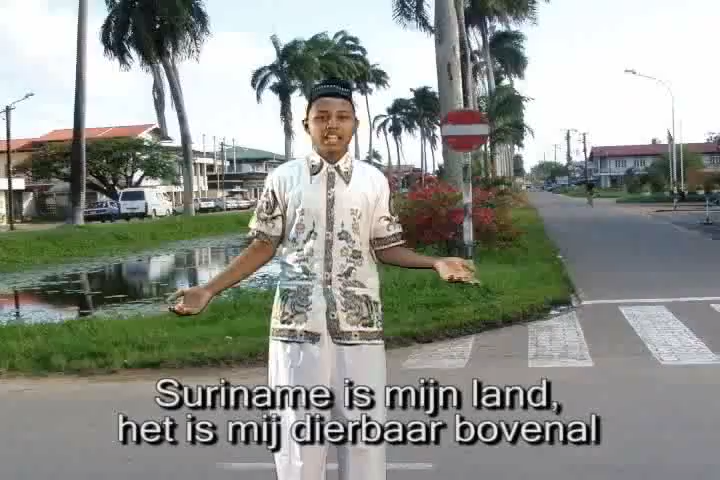 Suriname is mijn land,
het is mij dierbaar bovenal